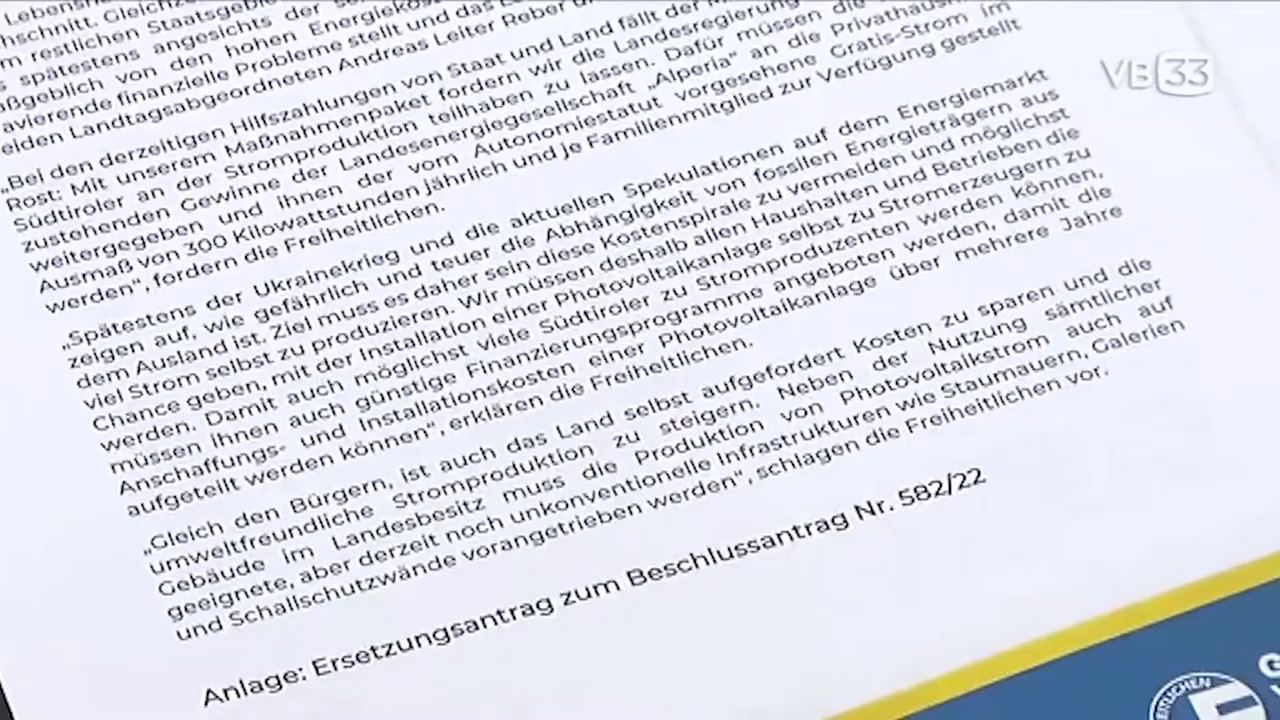 hschnitt. Gleichze
m restlichen Staatsgebie
spätestens angesichts der
aßgeblich von den hohen Energiekos
avierende finanzielle Probleme stellt und das
eiden Landtagsabgeordneten Andreas Leiter Reber
„Bei den derzeitigen Hilfszahlungen von Staat und Land fällt der
Rost: Mit unserem Maßnahmenpaket fordern wir die Landesregierung
Südtiroler an der Stromproduktion teilhaben zu lassen. Dafür müssen die
zustehenden Gewinne der Landesenergiegesellschaft „Alperia“ an die Privathaus
weitergegeben und ihnen der vom Autonomiestatut vorgesehene Gratis-Strom im
Ausmaß von 300 Kilowattstunden jährlich und je Familienmitglied zur Verfügung gestellt
werden“, fordern die Freiheitlichen.
„Spätestens der Ukrainekrieg und die aktuellen Spekulationen auf dem Energiemarkt
zeigen auf, wie gefährlich und teuer die Abhängigkeit von fossilen Energieträgern aus
dem Ausland ist. Ziel muss es daher sein diese Kostenspirale zu vermeiden und möglichst
viel Strom selbst zu produzieren. Wir müssen deshalb allen Haushalten und Betrieben die
Chance geben, mit der Installation einer Photovoltaikanlage selbst zu Stromerzeugern zu
werden. Damit auch möglichst viele Südtiroler zu Stromproduzenten werden können,
müssen ihnen auch günstige Finanzierungsprogramme angeboten werden, damit die
Anschaffungs- und Installationskosten einer Photovoltaikanlage über mehrere Jahre
aufgeteilt werden können“, erklären die Freiheitlichen.
„Gleich den Bürgern, ist auch das Land selbst aufgefordert Kosten zu sparen und die
umweltfreundliche Stromproduktion zu steigern. Neben der Nutzung sämtlicher
Gebäude im Landesbesitz muss die Produktion von Photovoltaikstrom auch auf
geeignete, aber derzeit noch unkonventionelle Infrastrukturen wie Staumauern, Galerien
und Schallschutzwände vorangetrieben werden“, schlagen die Freiheitlichen vor.
Anlage: Ersetzungsantrag zum Beschlussantrag Nr. 582/22
VB33
EITLICHEN
F